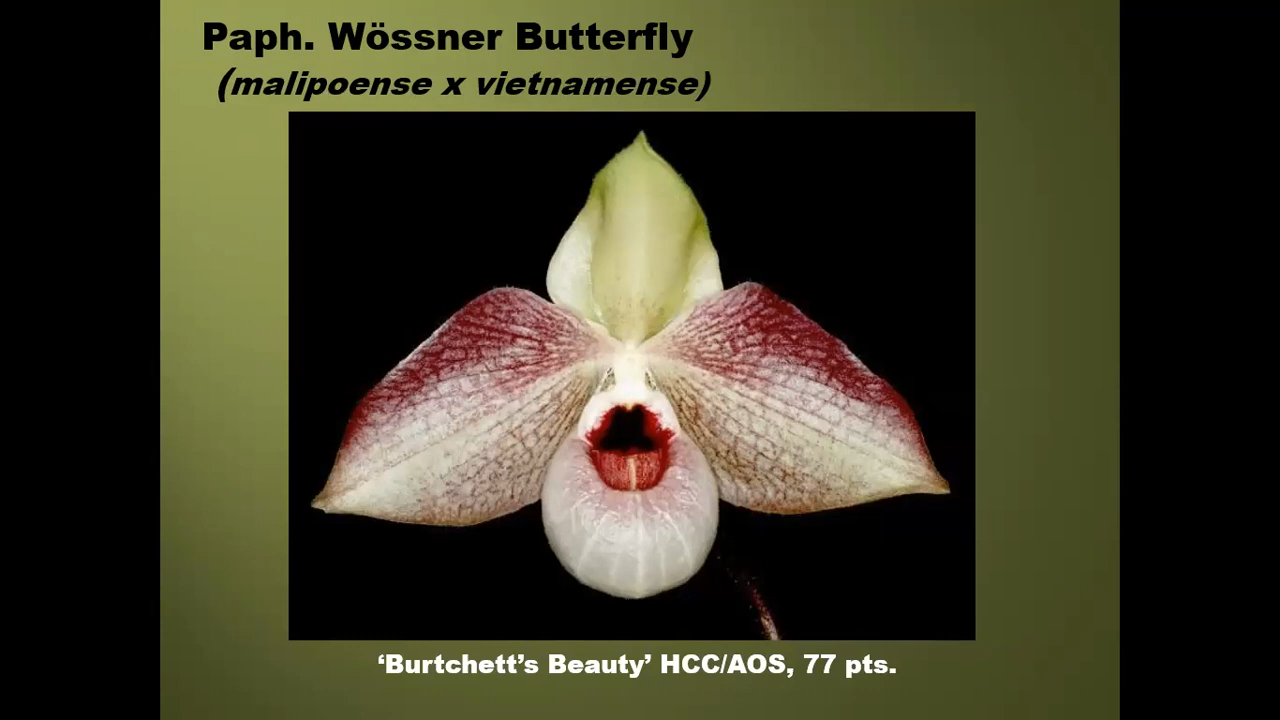 Paph. Wössner Butterfly
(malipoense x vietnamense)
‘Burtchett’s Beauty’ HCC/AOS, 77 pts.